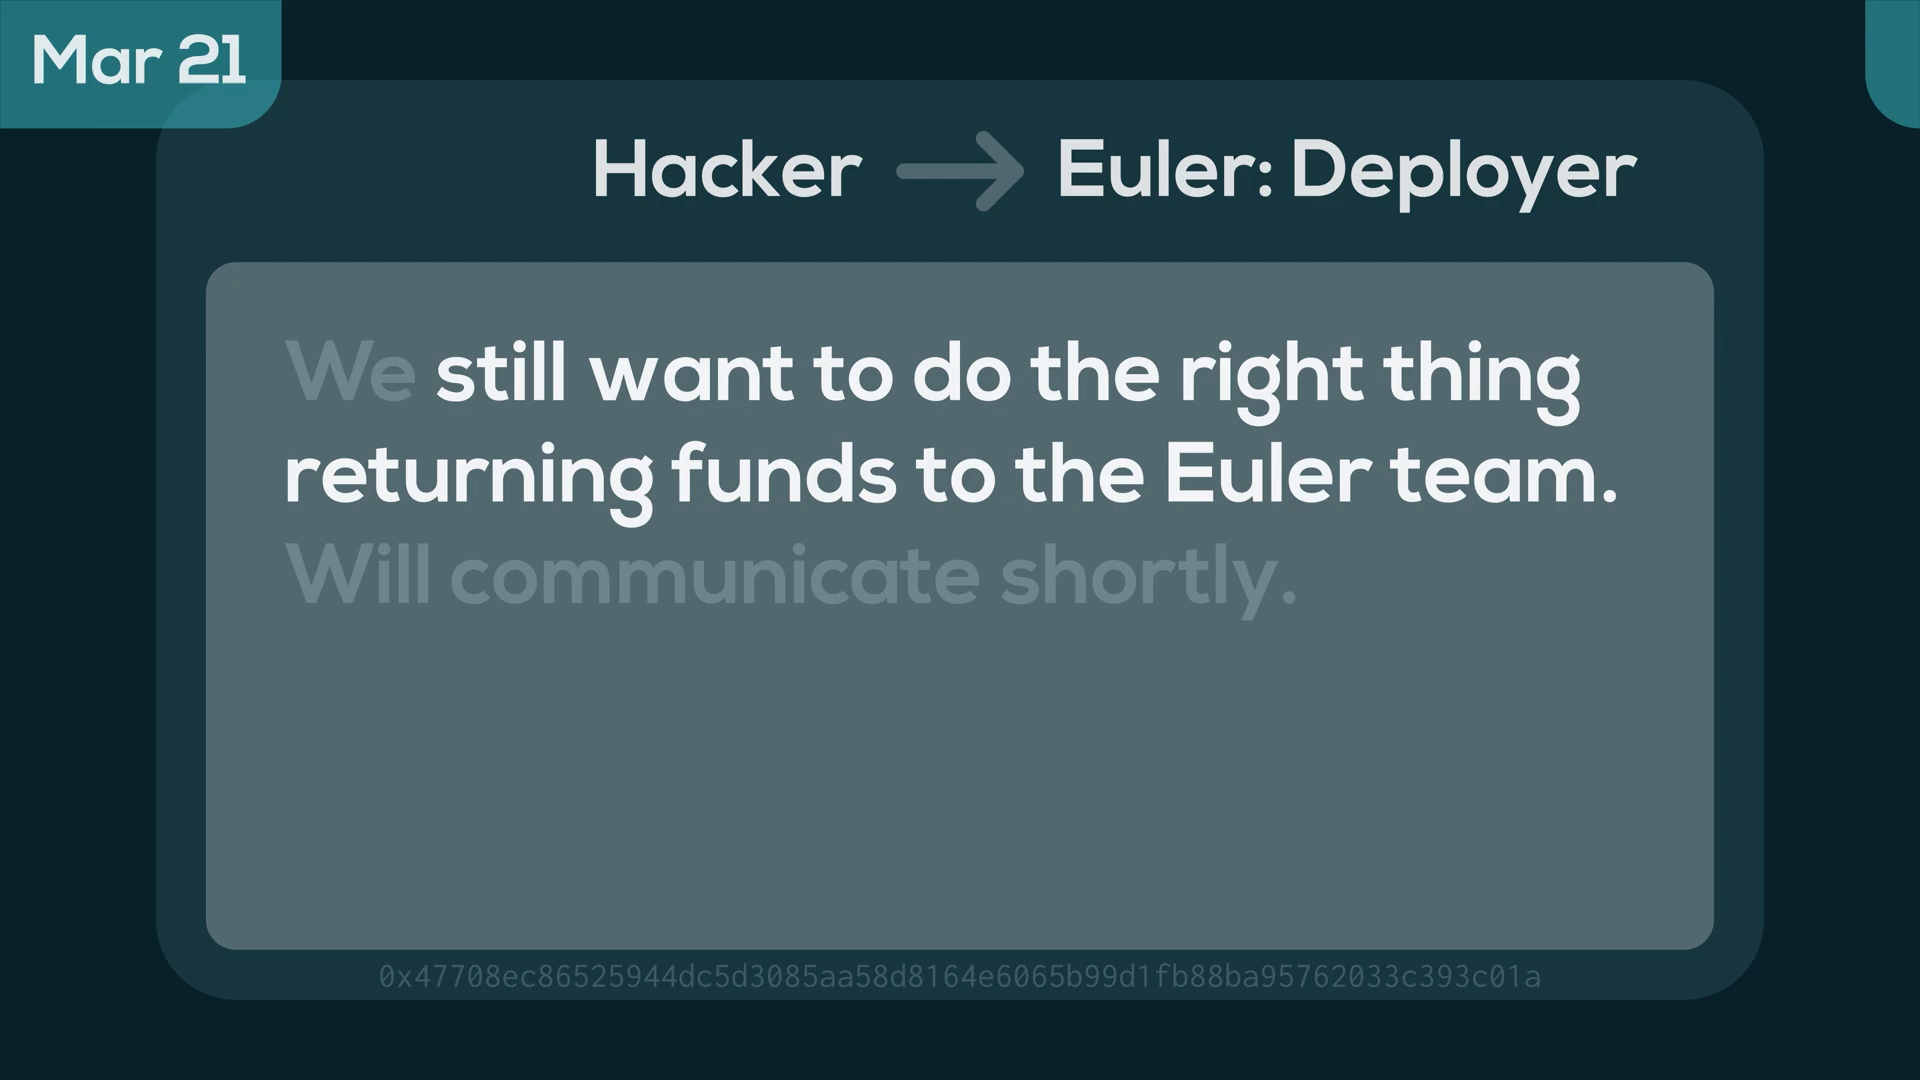 Mar 21
Hacker → Euler: Deployer
We still want to do the right thing
returning funds to the Euler team.
Will communicate shortly.
0x47708ec86525944dc5d3085aa58d8164e6065b99d1fb88ba95762033c393c01a